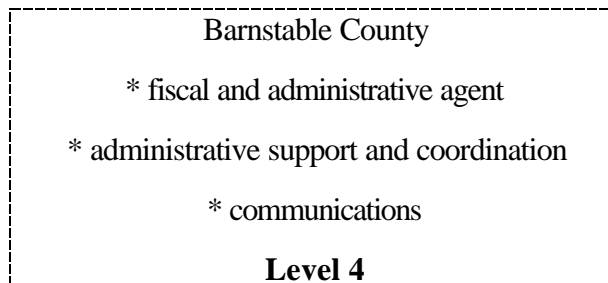 Barnstable County
* fiscal and administrative agent
* administrative support and coordination
* communications
Level 4